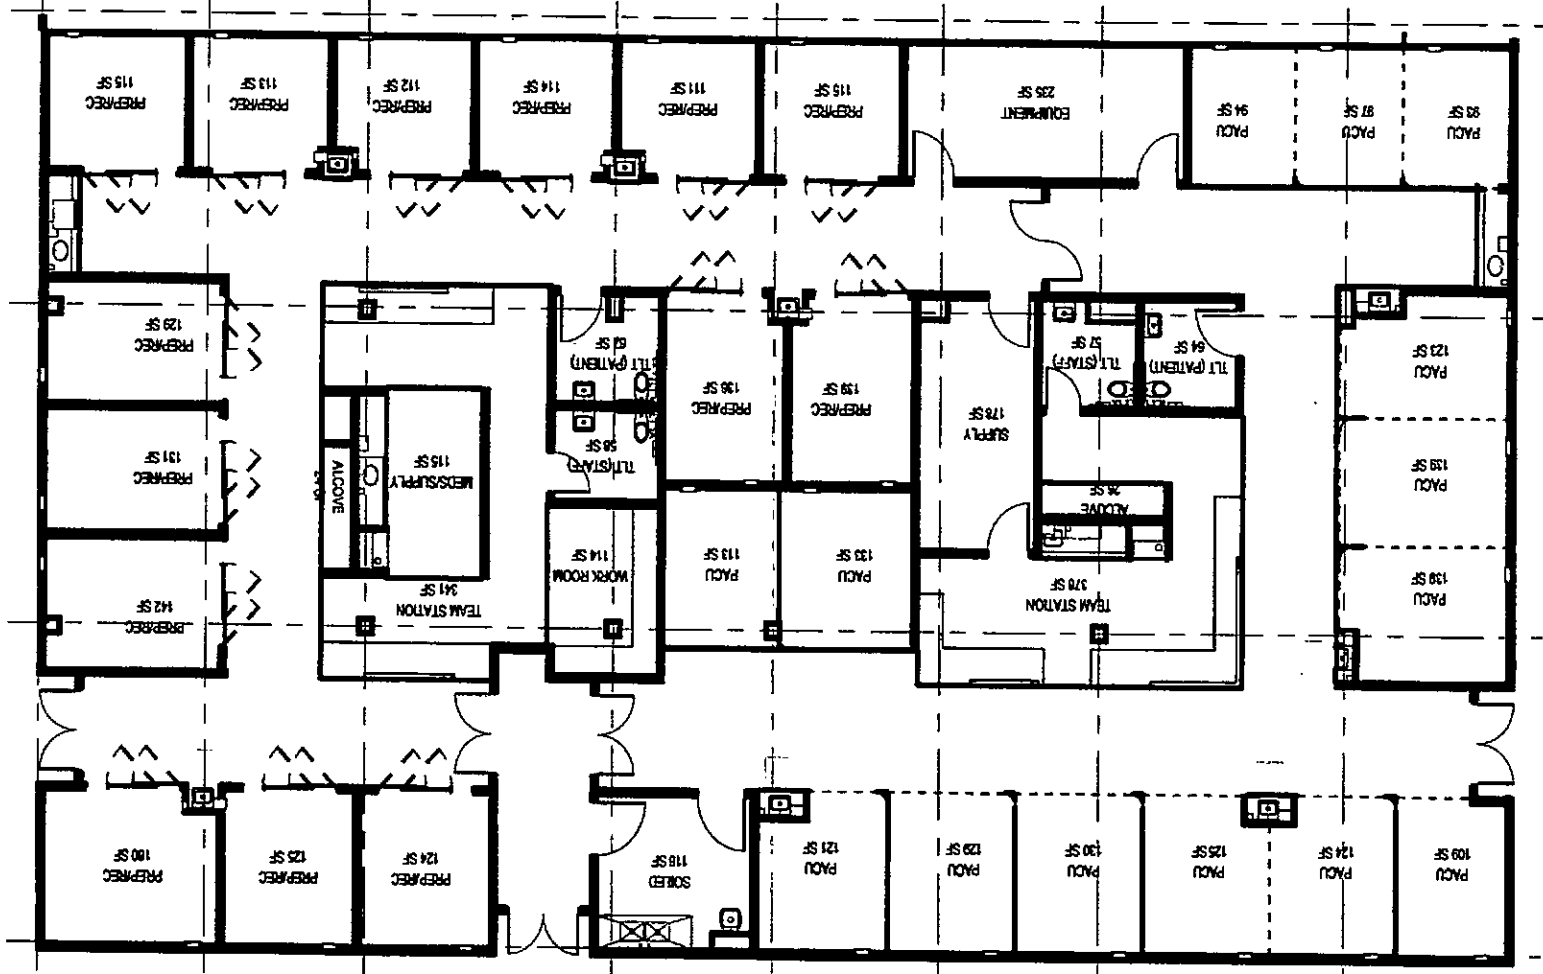 PACU
109 SF
PACU
124 SF
PACU
125 SF
PACU
130 SF
PACU
129 SF
PACU
121 SF
SOILED
118 SF
PREP/REC
124 SF
PREP/REC
125 SF
PREP/REC
160 SF
PACU
139 SF
TEAM STATION
378 SF
PACU
133 SF
PACU
113 SF
WORK ROOM
114 SF
TEAM STATION
341 SF
PREP/REC
142 SF
PACU
139 SF
ALCOVE
26 SF
SUPPLY
178 SF
TLT (STAFF)
58 SF
MEDS/SUPPLY
115 SF
ALCOVE
PREP/REC
131 SF
PACU
123 SF
TLT (PATIENT)
64 SF
TLT (STAFF)
57 SF
PREP/REC
139 SF
PREP/REC
136 SF
TLT (PATIENT)
SF
PREP/REC
129 SF
PACU
93 SF
PACU
97 SF
PACU
94 SF
EQUIPMENT
235 SF
PREP/REC
115 SF
PREP/REC
111 SF
PREP/REC
114 SF
PREP/REC
112 SF
PREP/REC
113 SF
PREP/REC
115 SF